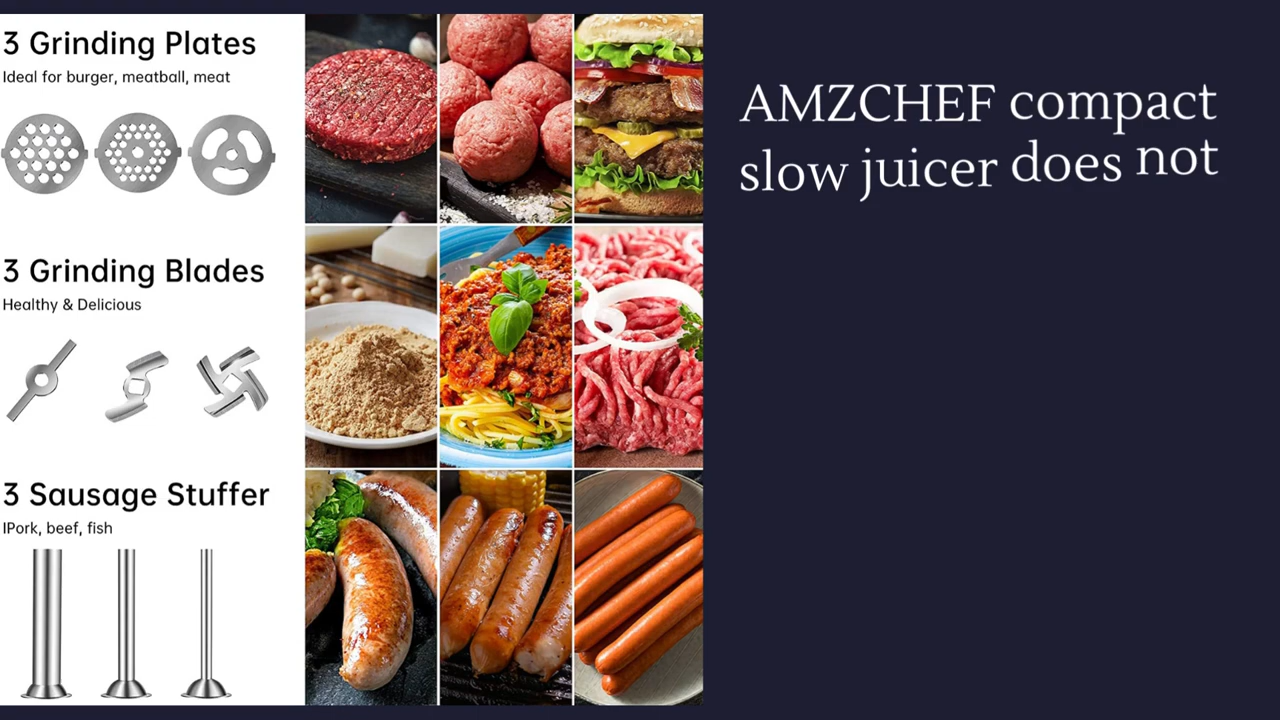 3 Grinding Plates
Ideal for burger, meatball, meat
3 Grinding Blades
Healthy & Delicious
3 Sausage Stuffer
IPork, beef, fish
AMZCHEF compact
slow juicer does not